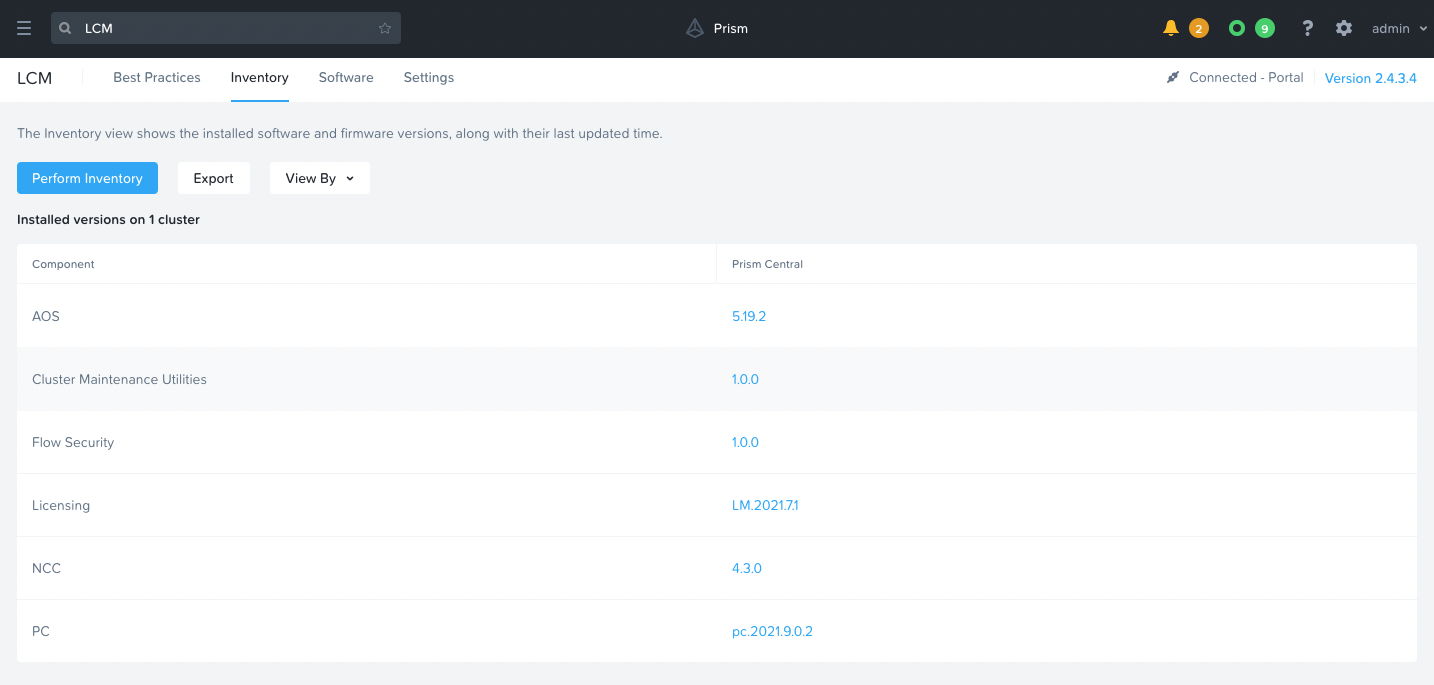 LCM
Prism
2
9
?
admin
LCM
Best Practices
Inventory
Software
Settings
Connected - Portal
Version 2.4.3.4
The Inventory view shows the installed software and firmware versions, along with their last updated time.
Perform Inventory
Export
View By
Installed versions on 1 cluster
Component
Prism Central
AOS
5.19.2
Cluster Maintenance Utilities
1.0.0
Flow Security
1.0.0
Licensing
LM.2021.7.1
NCC
4.3.0
PC
pc.2021.9.0.2